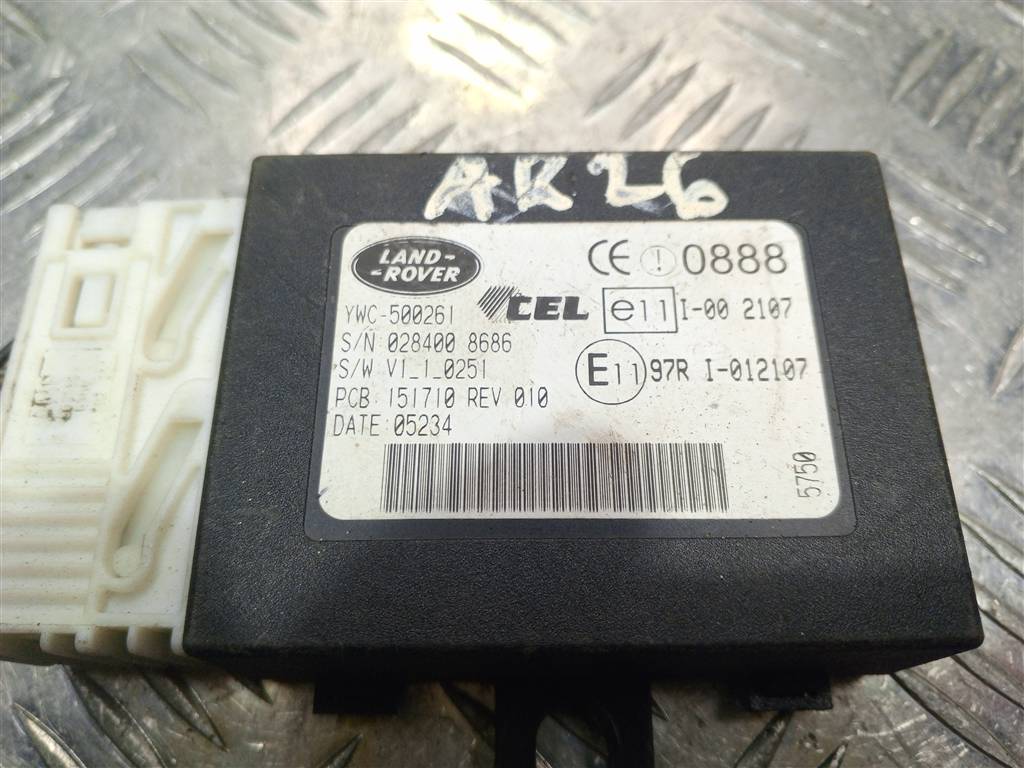 AR26
LAND-
-ROVER
CE 0888
YWC-500261
CEL e11 I-00 2107
S/N 028400 8686
S/W V1_1_0251
E11 97R I-012107
PCB 151710 REV 010
DATE 05234
5750